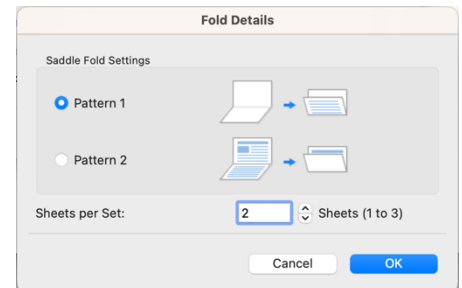 Fold Details
Saddle Fold Settings
Pattern 1
Pattern 2
Sheets per Set:
2
Sheets (1 to 3)
Cancel
OK